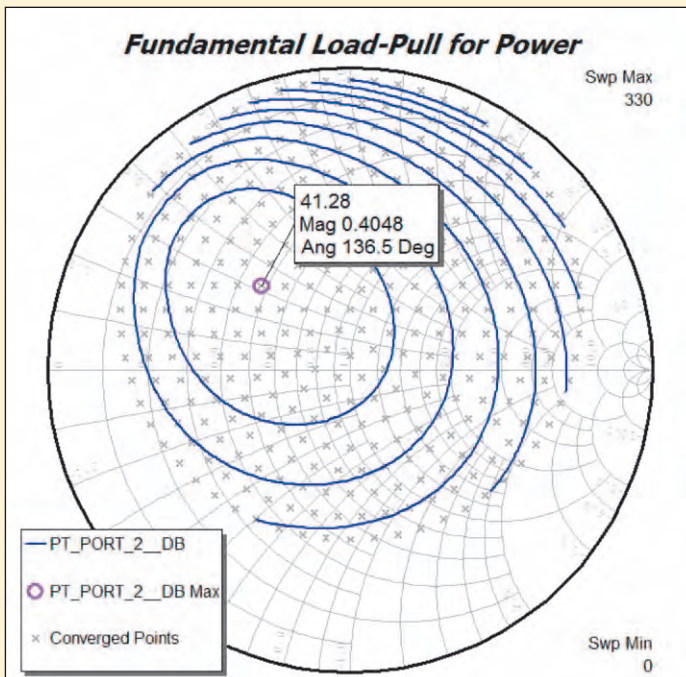 Fundamental Load-Pull for Power
Swp Max
330
41.28
Mag 0.4048
Ang 136.5 Deg
PT_PORT_2__DB
PT_PORT_2__DB Max
Converged Points
Swp Min
0